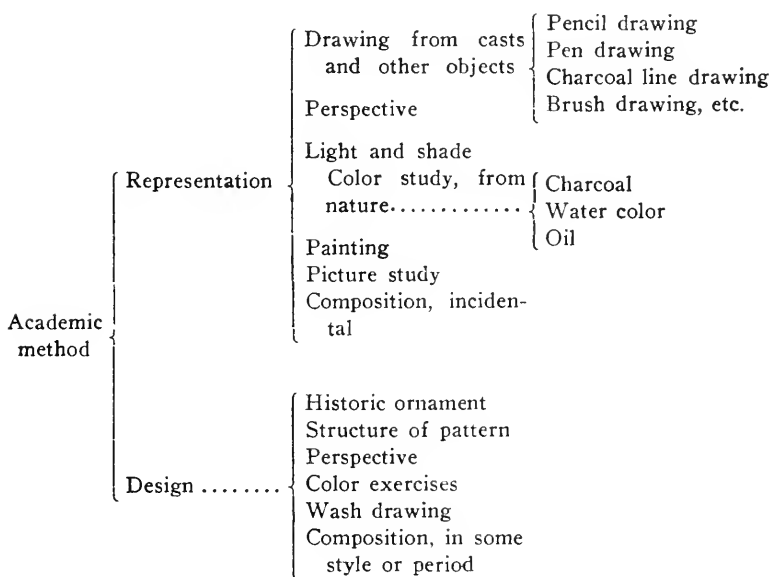 Drawing from casts
and other objects
Pencil drawing
Pen drawing
Charcoal line drawing
Brush drawing, etc.
Perspective
Light and shade
Color study, from
nature.............
Charcoal
Water color
Oil
Representation
Painting
Picture study
Composition, inciden-
tal
Academic
method
Historic ornament
Structure of pattern
Perspective
Design ........
Color exercises
Wash drawing
Composition, in some
style or period